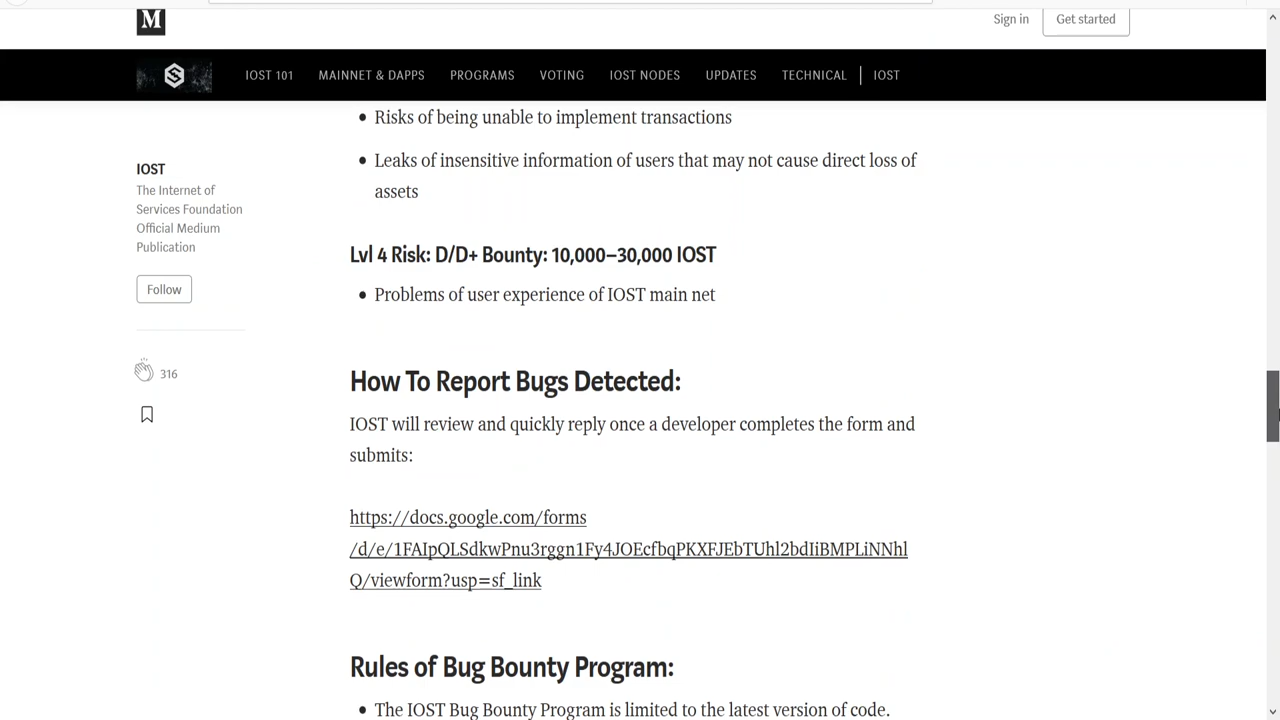 M
Sign in
Get started
IOST 101
MAINNET & DAPPS
PROGRAMS
VOTING
IOST NODES
UPDATES
TECHNICAL
IOST
Risks of being unable to implement transactions
Leaks of insensitive information of users that may not cause direct loss of
assets
IOST
The Internet of
Services Foundation
Official Medium
Publication
Follow
316
Lvl 4 Risk: D/D+ Bounty: 10,000–30,000 IOST
Problems of user experience of IOST main net
How To Report Bugs Detected:
IOST will review and quickly reply once a developer completes the form and
submits:
https://docs.google.com/forms
/d/e/1FAIpQLSdkwPnu3rggn1Fy4JOEcfbqPKXFJEbTUhl2bdIiBMPLiNNhl
Q/viewform?usp=sf_link
Rules of Bug Bounty Program:
The IOST Bug Bounty Program is limited to the latest version of code.